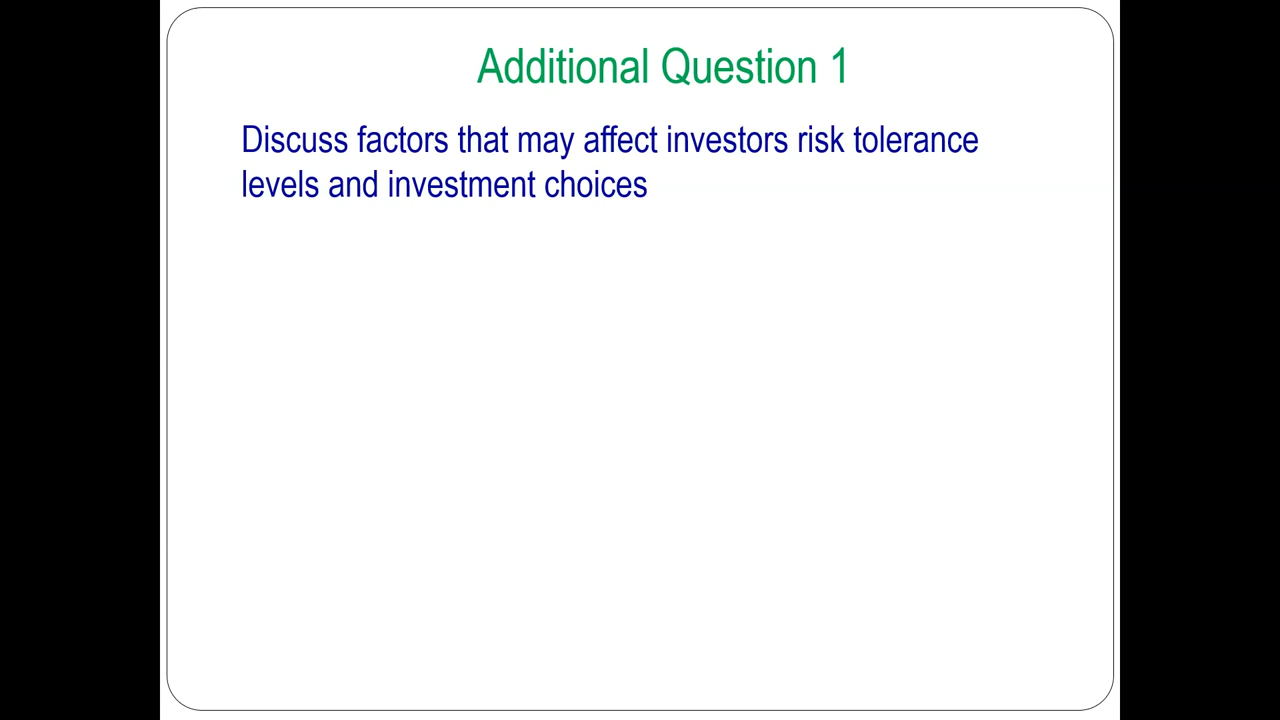 Additional Question 1
Discuss factors that may affect investors risk tolerance
levels and investment choices